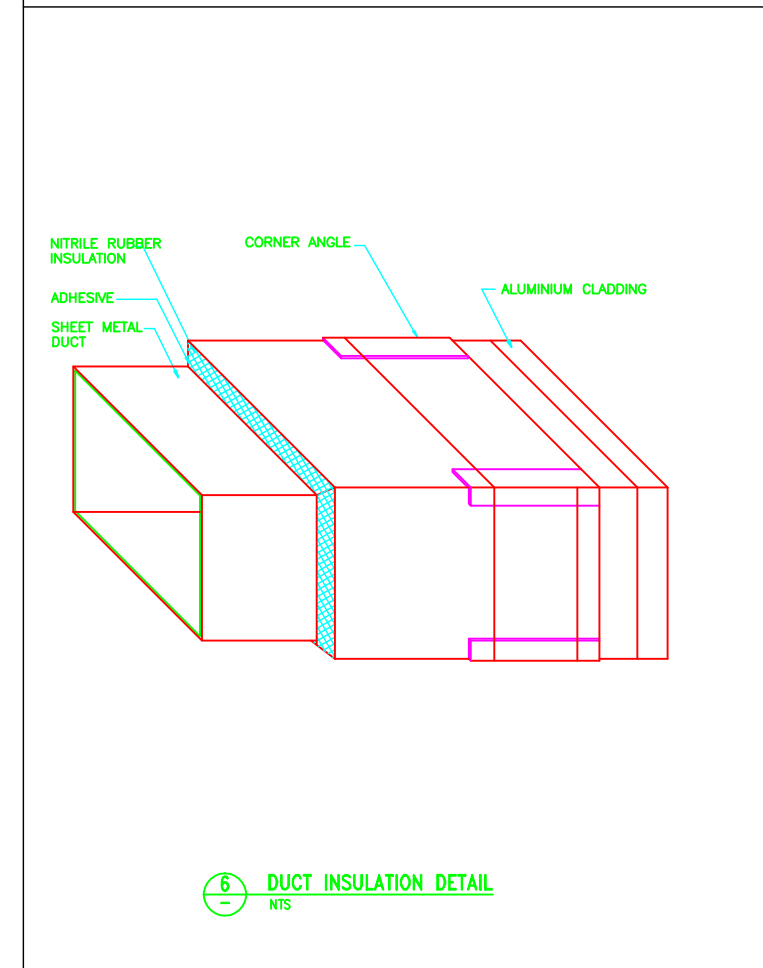 NITRILE RUBBER
INSULATION
CORNER ANGLE
ADHESIVE
ALUMINIUM CLADDING
SHEET METAL
DUCT
6
DUCT INSULATION DETAIL
–
NTS